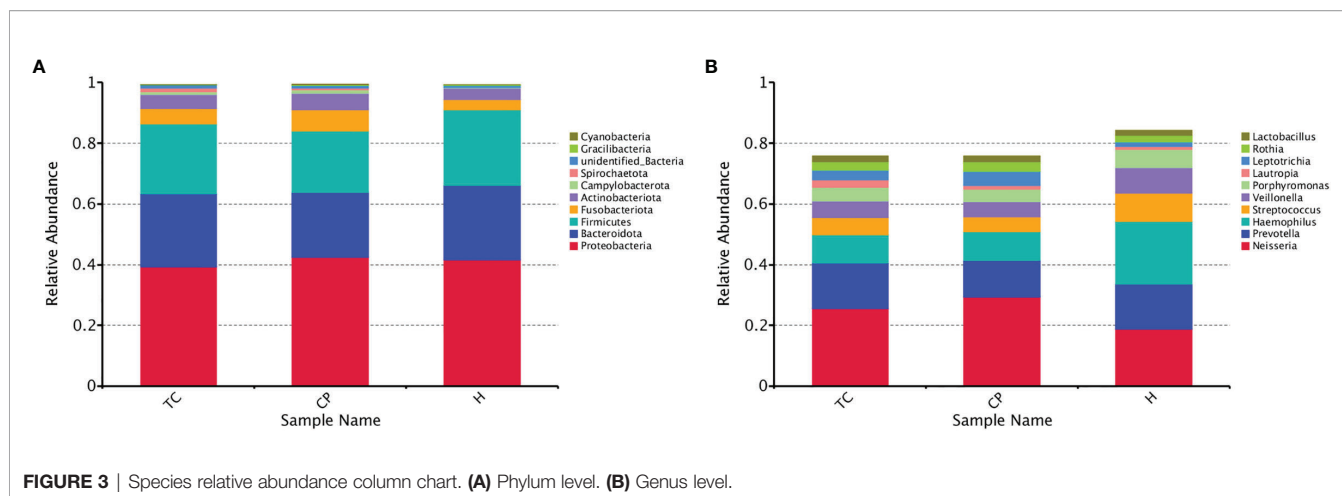 A
Relative Abundance
1
0.8
0.6
0.4
0.2
0
TC
CP
H
Sample Name
Cyanobacteria
Gracilibacteria
unidentified_Bacteria
Spirochaetota
Campylobacterota
Actinobacteriota
Fusobacteriota
Firmicutes
Bacteroidota
Proteobacteria
B
Relative Abundance
1
0.8
0.6
0.4
0.2
0
TC
CP
H
Sample Name
Lactobacillus
Rothia
Leptotrichia
Lautropia
Porphyromonas
Veillonella
Streptococcus
Haemophilus
Prevotella
Neisseria
FIGURE 3 | Species relative abundance column chart. (A) Phylum level. (B) Genus level.